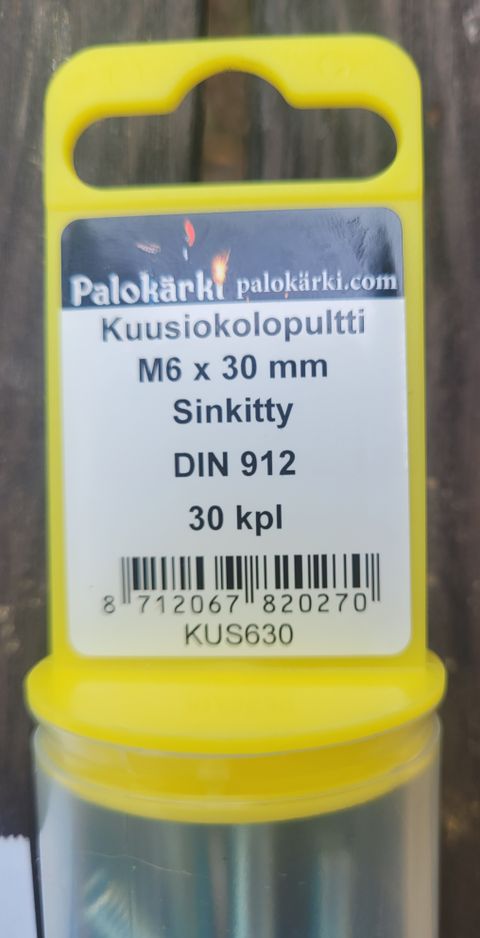 Palokärki palokärki.com
Kuusiokolopultti
M6 x 30 mm
Sinkitty
DIN 912
30 kpl
8 712067 820270
KUS630